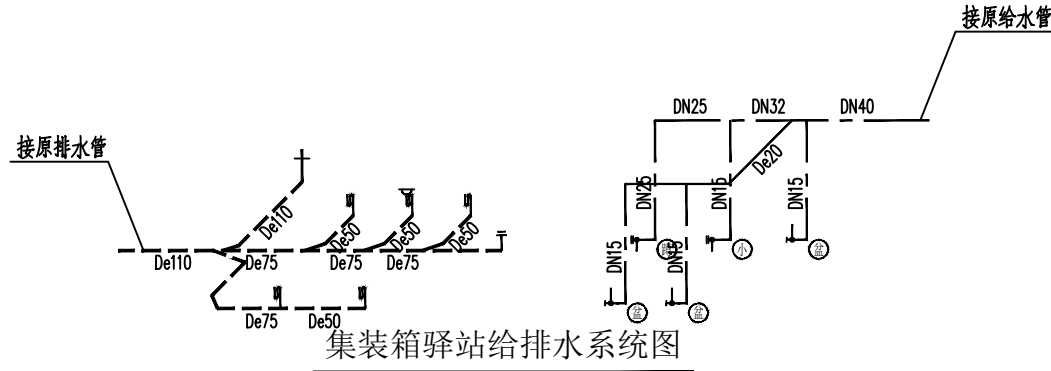 接原给水管
DN25
DN32
DN40
接原排水管
De20
De110
De50
De50
De50
DN25
DN15
DN15
De110
De75
De75
De75
DN15
DN15
小
盆
De75
De50
盆
盆
集装箱驿站给排水系统图